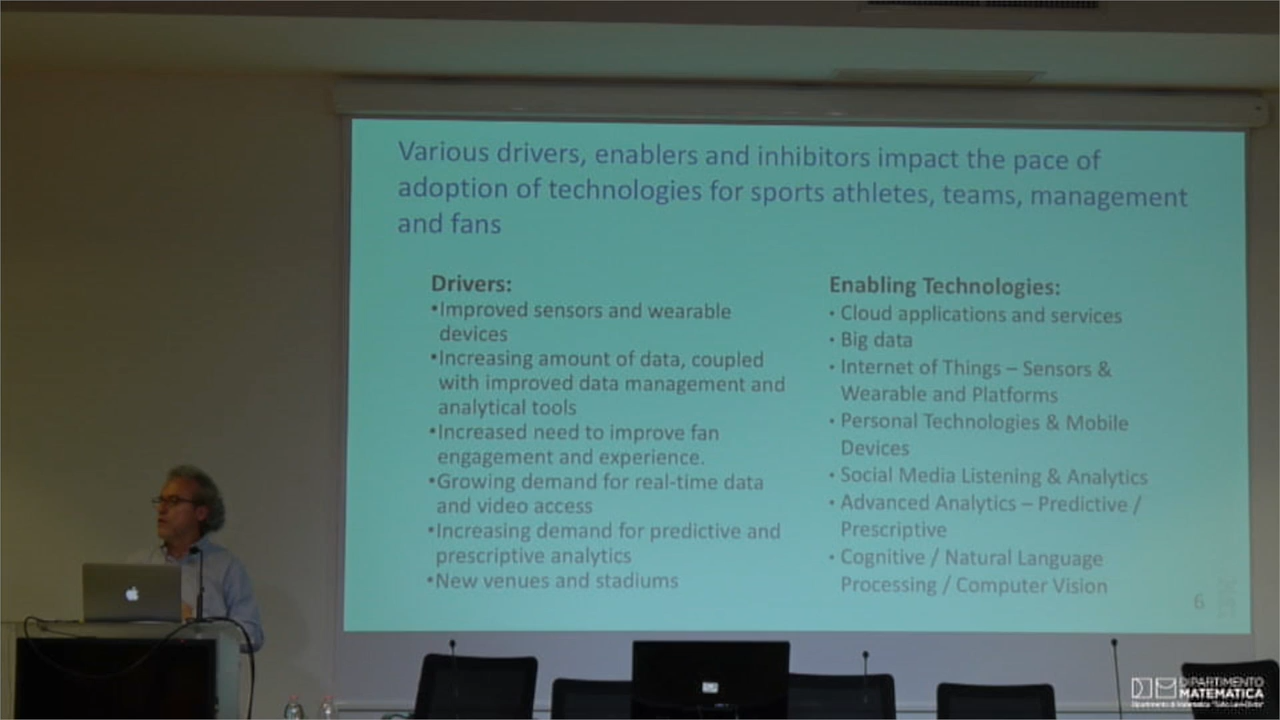 Various drivers, enablers and inhibitors impact the pace of
adoption of technologies for sports athletes, teams, management
and fans
Drivers:
•Improved sensors and wearable
devices
•Increasing amount of data, coupled
with improved data management and
analytical tools
•Increased need to improve fan
engagement and experience.
•Growing demand for real-time data
and video access
•Increasing demand for predictive and
prescriptive analytics
•New venues and stadiums
Enabling Technologies:
• Cloud applications and services
• Big data
• Internet of Things – Sensors &
Wearable and Platforms
• Personal Technologies & Mobile
Devices
• Social Media Listening & Analytics
• Advanced Analytics – Predictive /
Prescriptive
• Cognitive / Natural Language
Processing / Computer Vision
6
DIPARTIMENTO
MATEMATICA
Dipartimento di Matematica